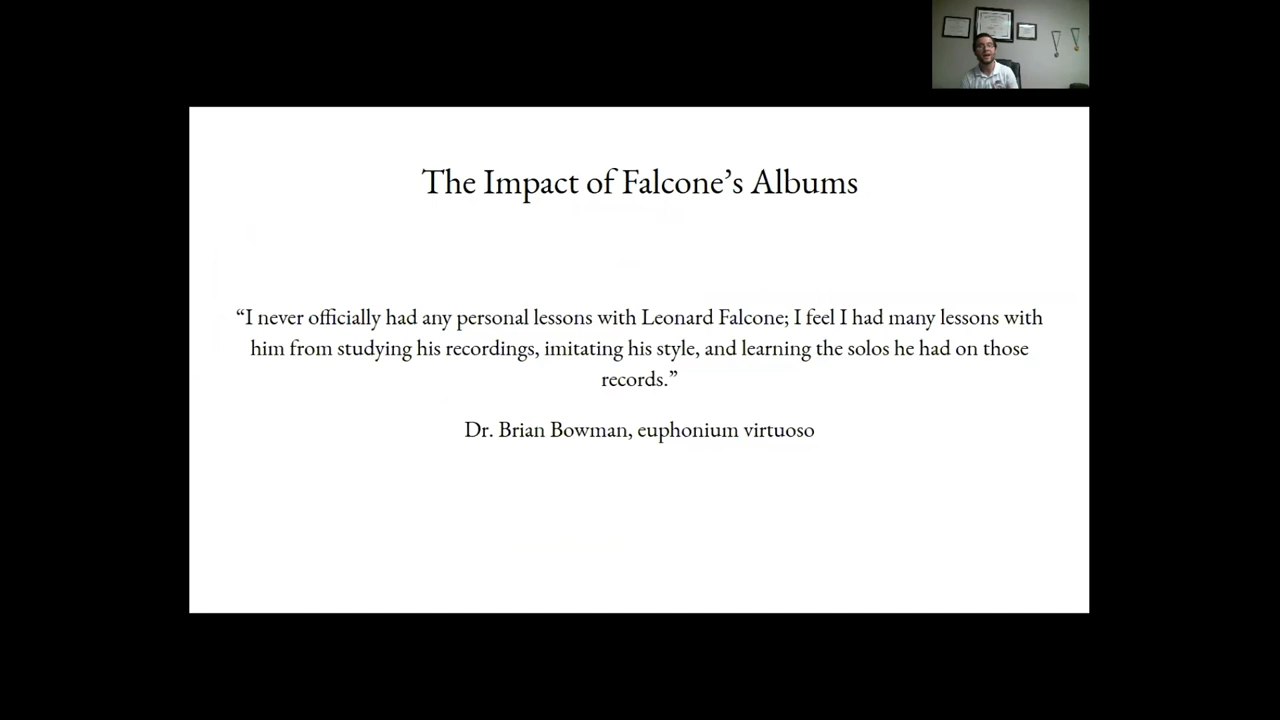 The Impact of Falcone’s Albums
“I never officially had any personal lessons with Leonard Falcone; I feel I had many lessons with
him from studying his recordings, imitating his style, and learning the solos he had on those
records.”
Dr. Brian Bowman, euphonium virtuoso